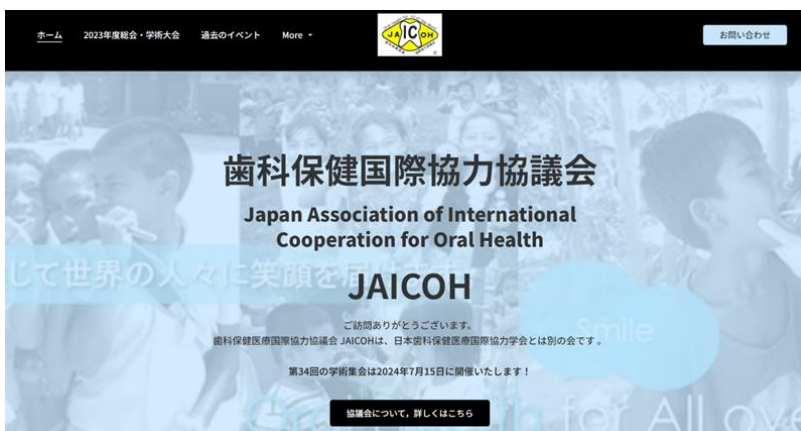 ホーム 2023年度総会・学術大会 過去のイベント More JAICOH お問い合わせ
歯科保健国際協力協議会
Japan Association of International
Cooperation for Oral Health
JAICOH
ご訪問ありがとうございます。
歯科保健医療国際協力協議会 JAICOHは、日本歯科保健医療国際協力学会とは別の会です 。
第34回の学術集会は2024年7月15日に開催いたします！
じて世界の人々に笑顔を
Smile
協議会について，詳しくはこちら
for All ove